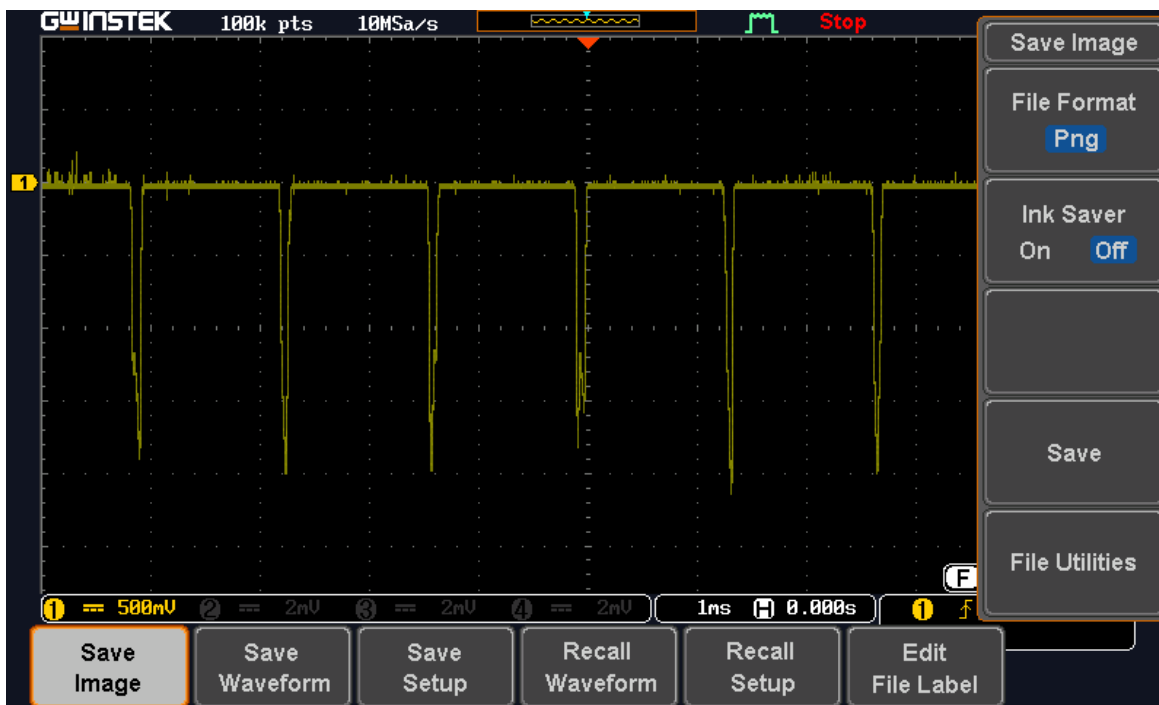 GWINSTEK 100k pts 10MSa/s Stop
Save Image
File Format
Png
1
Ink Saver
On Off
Save
File Utilities
F
1 500mV 2 2mV 3 2mV 4 2mV 1ms H 0.000s 1
Save Image
Save Waveform
Save Setup
Recall Waveform
Recall Setup
Edit File Label